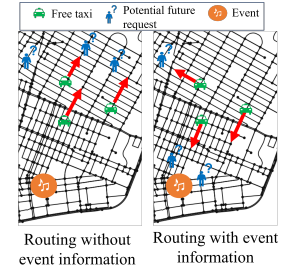 Free taxi
Potential future
request
Event
?
?
?
?
?
?
Routing without
event information
Routing with event
information